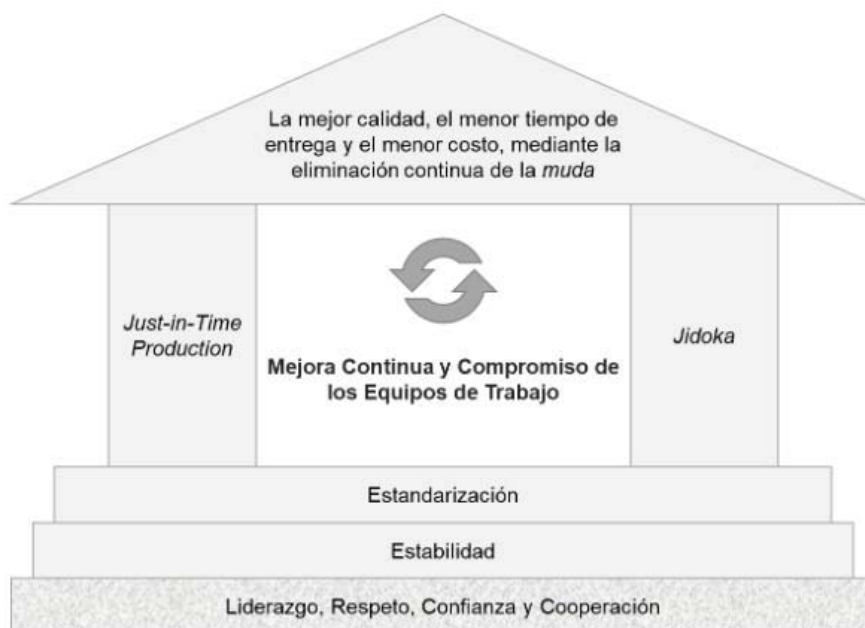 La mejor calidad, el menor tiempo de
entrega y el menor costo, mediante la
eliminación continua de la muda
Just-in-Time
Production
Mejora Continua y Compromiso de
los Equipos de Trabajo
Jidoka
Estandarización
Estabilidad
Liderazgo, Respeto, Confianza y Cooperación